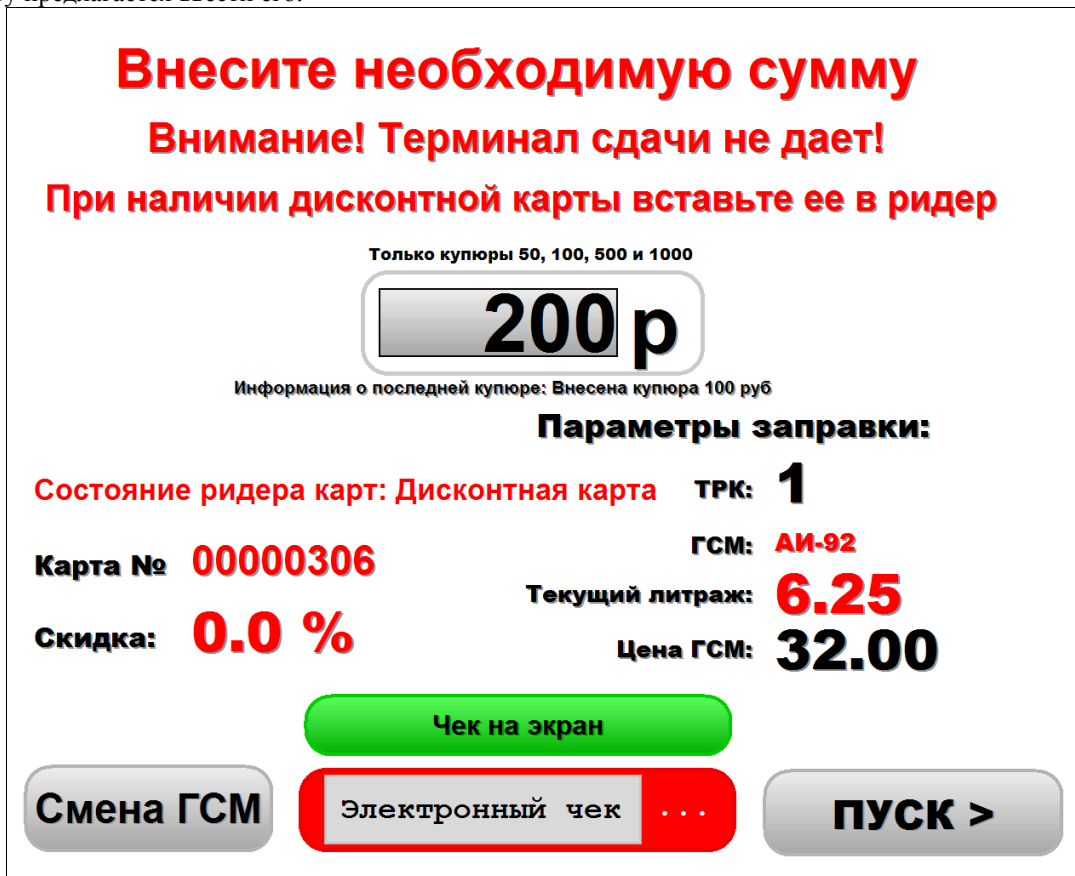 предлагается ввести его.
Внесите необходимую сумму
Внимание! Терминал сдачи не дает!
При наличии дисконтной карты вставьте ее в ридер
Только купюры 50, 100, 500 и 1000
200 р
Информация о последней купюре: Внесена купюра 100 руб
Параметры заправки:
Состояние ридера карт: Дисконтная карта
ТРК: 1
ГСМ: АИ-92
Карта № 00000306
Текущий литраж: 6.25
Скидка: 0.0 %
Цена ГСМ: 32.00
Чек на экран
Смена ГСМ
Электронный чек ...
ПУСК >